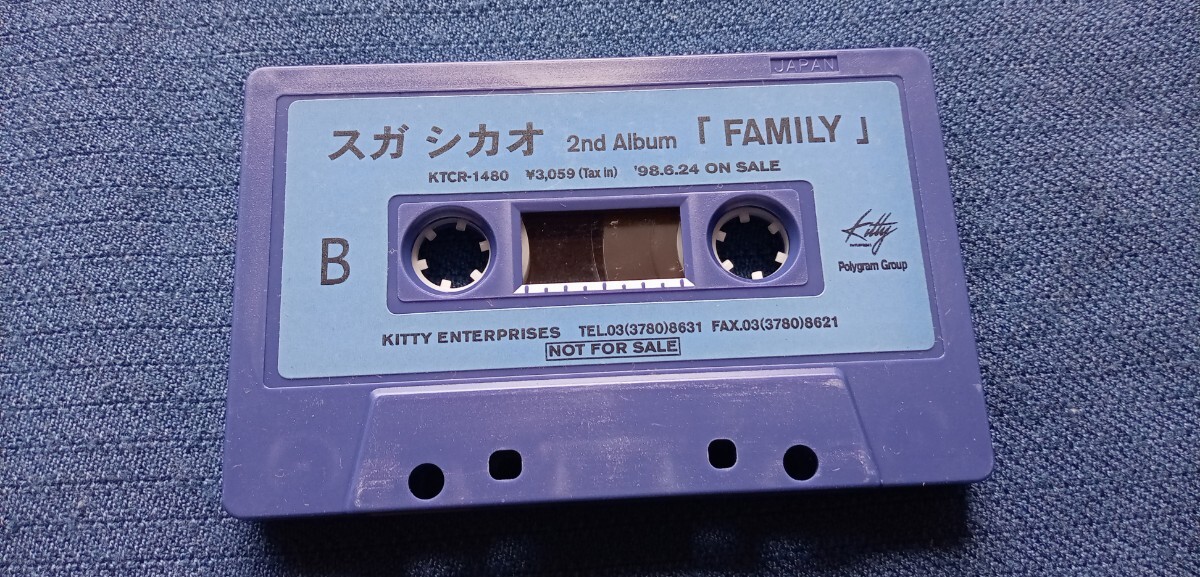 JAPAN
スガ シカオ 2nd Album 「 FAMILY 」
KTCR-1480 ¥3,059 (Tax in) '98.6.24 ON SALE
B
Kitty
Polygram Group
KITTY ENTERPRISES TEL.03(3780)8631 FAX.03(3780)8621
NOT FOR SALE